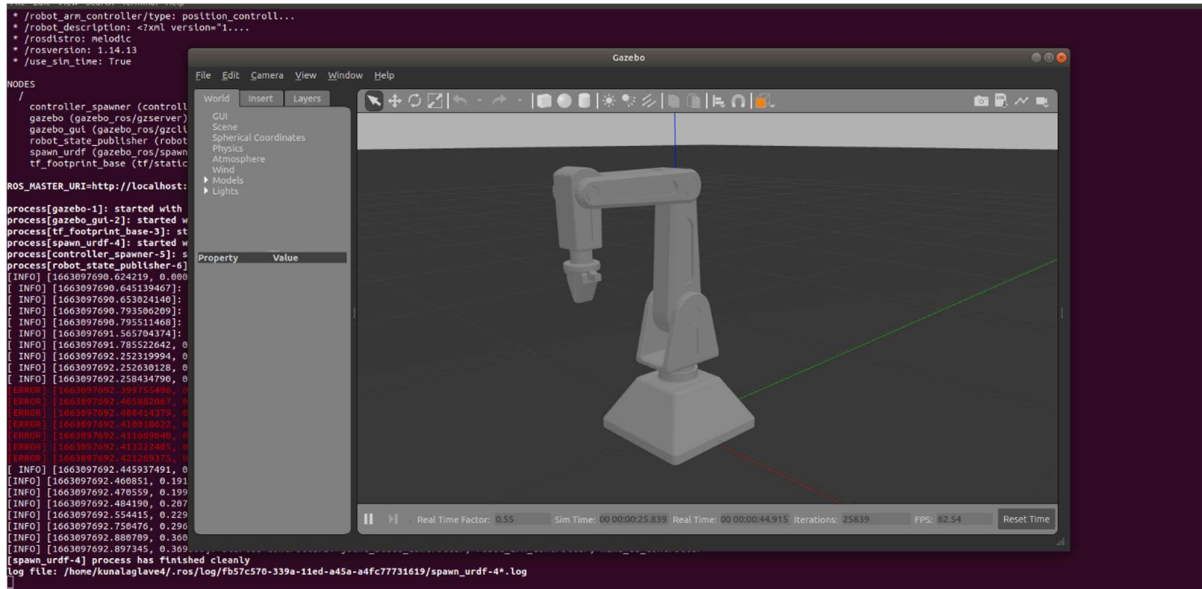 * /robot_arm_controller/type: position_controll...
* /robot_description: <?xml version="1....
* /rosdistro: melodic
* /rosversion: 1.14.13
* /use_sim_time: True
NODES
/
controller_spawner (controll
gazebo (gazebo_ros/gzserver)
gazebo_gui (gazebo_ros/gzcli
robot_state_publisher (robot
spawn_urdf (gazebo_ros/spawn
tf_footprint_base (tf/static
ROS_MASTER_URI=http://localhost:
process[gazebo-1]: started with
process[gazebo_gui-2]: started w
process[tf_footprint_base-3]: st
process[spawn_urdf-4]: started w
process[controller_spawner-5]: s
process[robot_state_publisher-6]
[INFO] [1663097690.624219, 0.000
[ INFO] [1663097690.645139467]:
[ INFO] [1663097690.653024140]:
[ INFO] [1663097690.793506209]:
[ INFO] [1663097690.795511468]:
[ INFO] [1663097691.565704374]:
[ INFO] [1663097691.785522642, 0
[ INFO] [1663097692.252319994, 0
[ INFO] [1663097692.252630128, 0
[ INFO] [1663097692.258434790, 0
[ERROR]
[ERROR]
[ERROR]
[ERROR]
[ERROR]
[ERROR]
[ERROR]
[ INFO] [1663097692.445937491, 0
[INFO] [1663097692.460851, 0.191
[INFO] [1663097692.470559, 0.199
[INFO] [1663097692.484190, 0.207
[INFO] [1663097692.554415, 0.229
[INFO] [1663097692.750476, 0.296
[INFO] [1663097692.880709, 0.360
[INFO] [1663097692.897345, 0.369
[spawn_urdf-4] process has finished cleanly
log file: /home/kunalaglave4/.ros/log/fb57c570-339a-11ed-a45a-a4fc77731619/spawn_urdf-4*.log
Gazebo
File Edit Camera View Window Help
World Insert Layers
GUI
Scene
Spherical Coordinates
Physics
Atmosphere
Wind
Models
Lights
Property Value
Real Time Factor: 0.55 Sim Time: 00 00:00:25.839 Real Time: 00 00:00:44.915 Iterations: 25839 FPS: 62.54 Reset Time